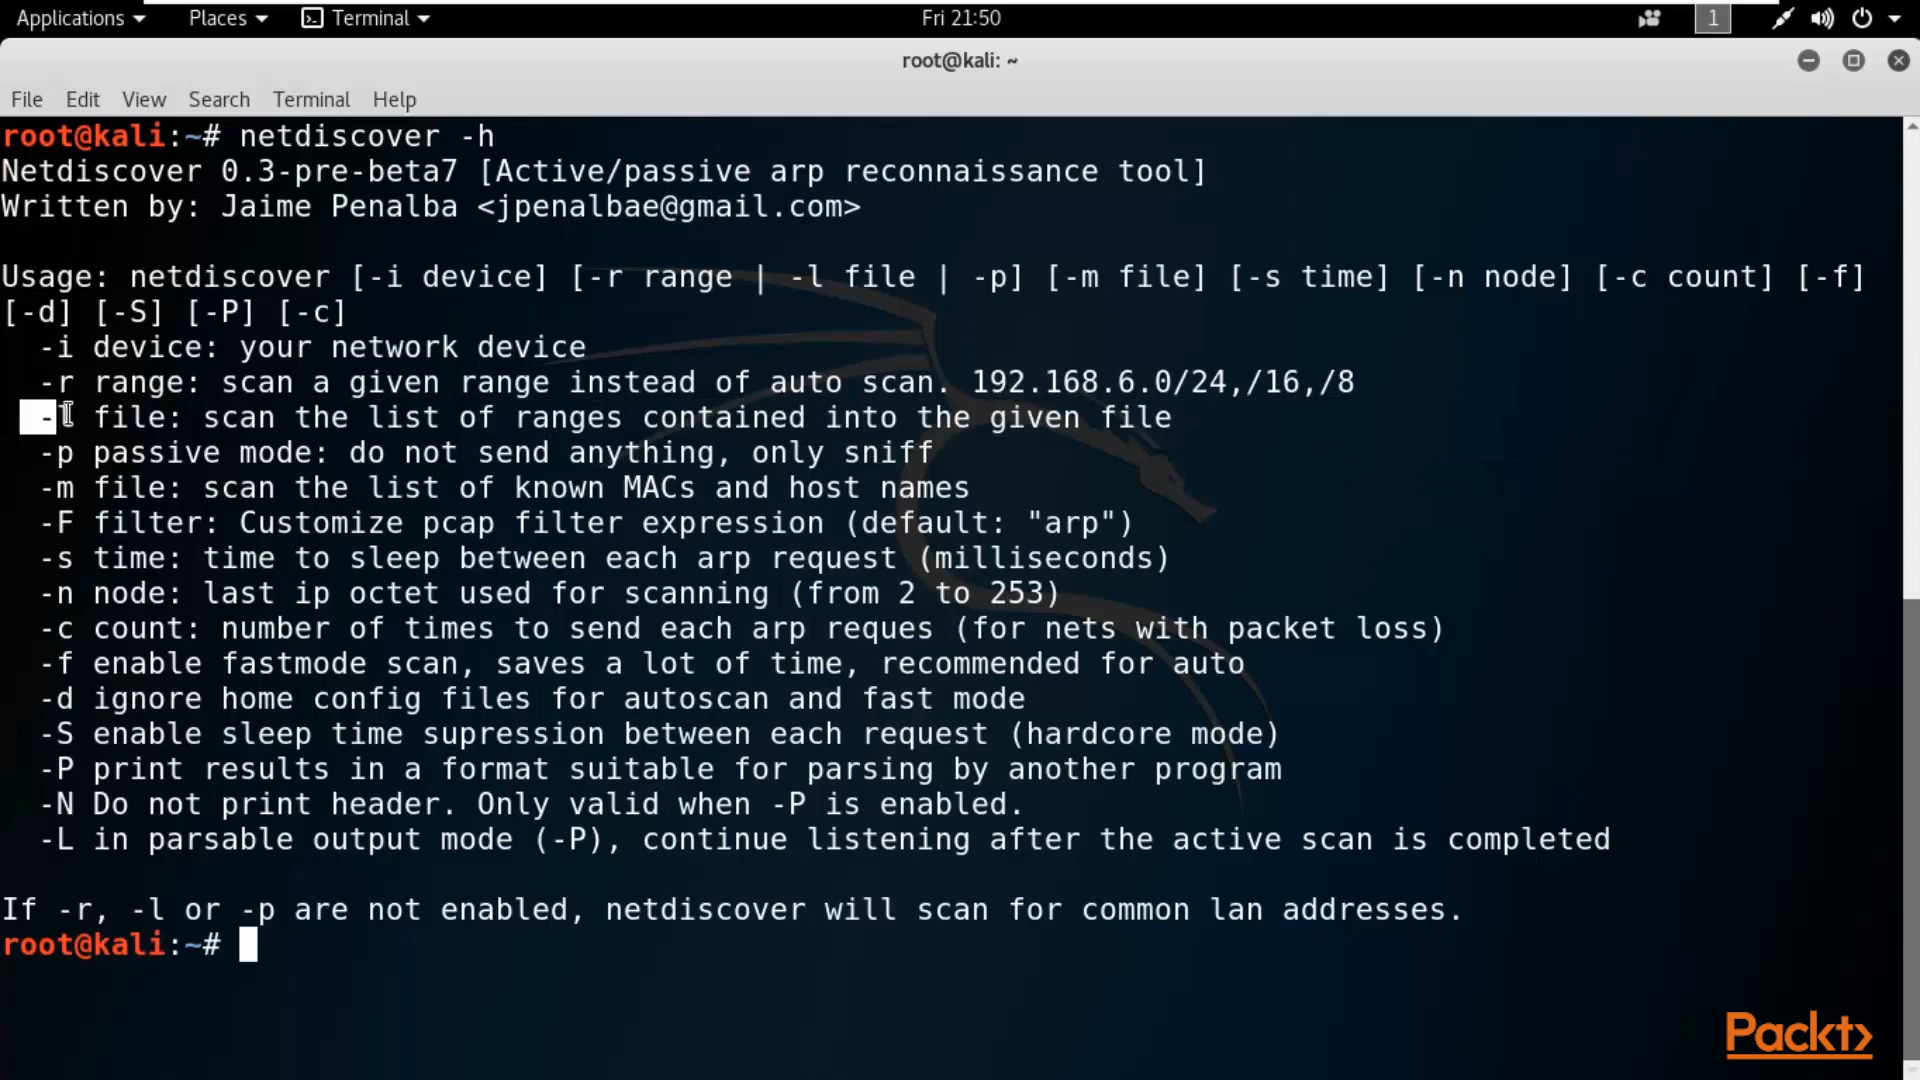 Applications Places Terminal Fri 21:50 1
root@kali: ~
File Edit View Search Terminal Help
root@kali:~# netdiscover -h
Netdiscover 0.3-pre-beta7 [Active/passive arp reconnaissance tool]
Written by: Jaime Penalba <jpenalbae@gmail.com>
Usage: netdiscover [-i device] [-r range | -l file | -p] [-m file] [-s time] [-n node] [-c count] [-f]
[-d] [-S] [-P] [-c]
-i device: your network device
-r range: scan a given range instead of auto scan. 192.168.6.0/24,/16,/8
-l file: scan the list of ranges contained into the given file
-p passive mode: do not send anything, only sniff
-m file: scan the list of known MACs and host names
-F filter: Customize pcap filter expression (default: "arp")
-s time: time to sleep between each arp request (milliseconds)
-n node: last ip octet used for scanning (from 2 to 253)
-c count: number of times to send each arp reques (for nets with packet loss)
-f enable fastmode scan, saves a lot of time, recommended for auto
-d ignore home config files for autoscan and fast mode
-S enable sleep time supression between each request (hardcore mode)
-P print results in a format suitable for parsing by another program
-N Do not print header. Only valid when -P is enabled.
-L in parsable output mode (-P), continue listening after the active scan is completed
If -r, -l or -p are not enabled, netdiscover will scan for common lan addresses.
root@kali:~#
Packt>